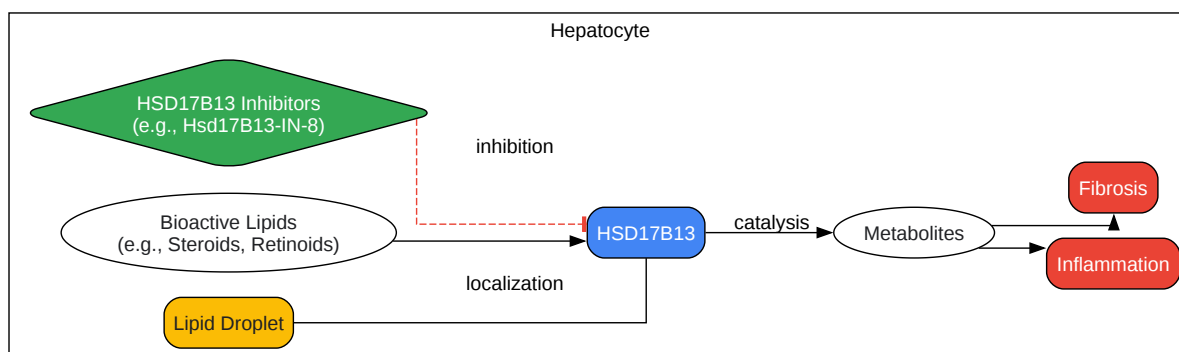 Hepatocyte
HSD17B13 Inhibitors
(e.g., Hsd17B13-IN-8)
inhibition
Bioactive Lipids
(e.g., Steroids, Retinoids)
HSD17B13
catalysis
Metabolites
Fibrosis
Inflammation
localization
Lipid Droplet